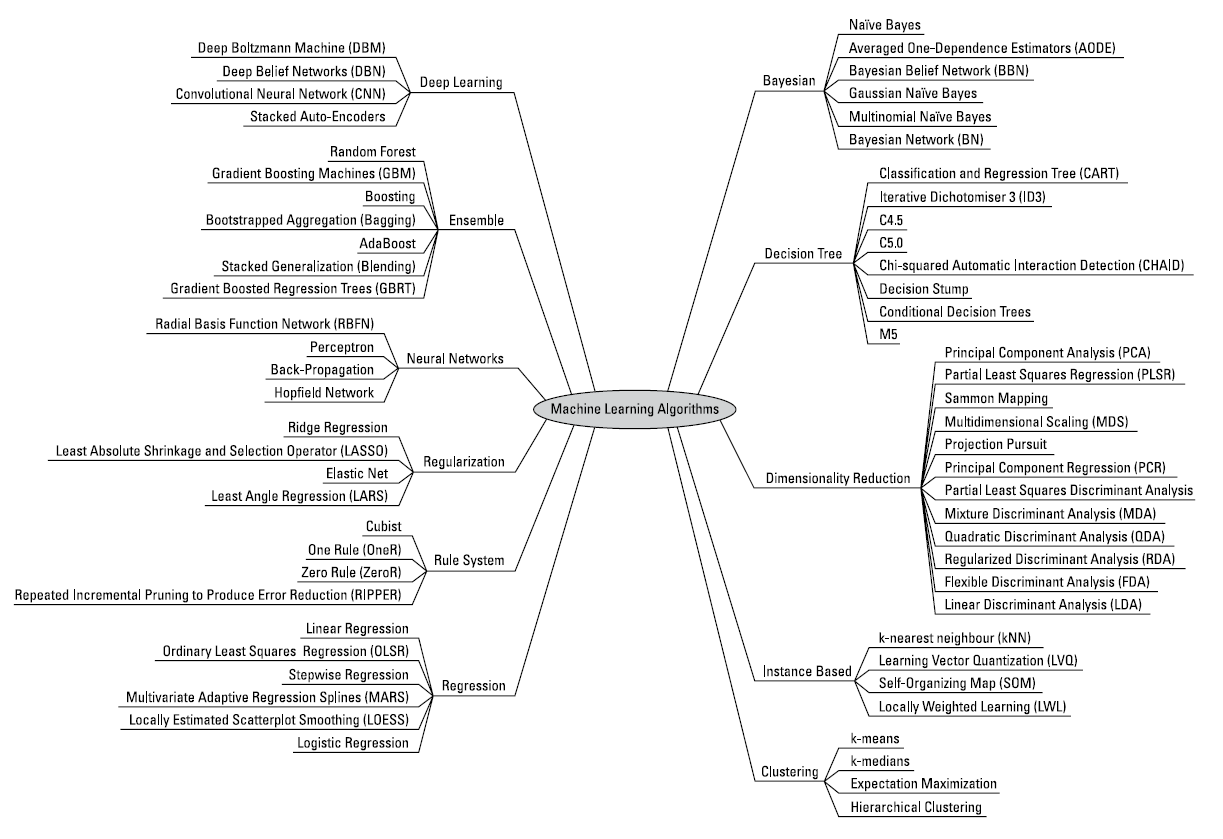 Deep Boltzmann Machine (DBM)
Deep Belief Networks (DBN)
Convolutional Neural Network (CNN)
Stacked Auto-Encoders
Deep Learning
Random Forest
Gradient Boosting Machines (GBM)
Boosting
Bootstrapped Aggregation (Bagging)
AdaBoost
Stacked Generalization (Blending)
Gradient Boosted Regression Trees (GBRT)
Ensemble
Radial Basis Function Network (RBFN)
Perceptron
Back-Propagation
Hopfield Network
Neural Networks
Ridge Regression
Least Absolute Shrinkage and Selection Operator (LASSO)
Elastic Net
Least Angle Regression (LARS)
Regularization
Cubist
One Rule (OneR)
Zero Rule (ZeroR)
Repeated Incremental Pruning to Produce Error Reduction (RIPPER)
Rule System
Linear Regression
Ordinary Least Squares Regression (OLSR)
Stepwise Regression
Multivariate Adaptive Regression Splines (MARS)
Locally Estimated Scatterplot Smoothing (LOESS)
Logistic Regression
Regression
Machine Learning Algorithms
Bayesian
Naïve Bayes
Averaged One-Dependence Estimators (AODE)
Bayesian Belief Network (BBN)
Gaussian Naïve Bayes
Multinomial Naïve Bayes
Bayesian Network (BN)
Decision Tree
Classification and Regression Tree (CART)
Iterative Dichotomiser 3 (ID3)
C4.5
C5.0
Chi-squared Automatic Interaction Detection (CHAID)
Decision Stump
Conditional Decision Trees
M5
Dimensionality Reduction
Principal Component Analysis (PCA)
Partial Least Squares Regression (PLSR)
Sammon Mapping
Multidimensional Scaling (MDS)
Projection Pursuit
Principal Component Regression (PCR)
Partial Least Squares Discriminant Analysis
Mixture Discriminant Analysis (MDA)
Quadratic Discriminant Analysis (QDA)
Regularized Discriminant Analysis (RDA)
Flexible Discriminant Analysis (FDA)
Linear Discriminant Analysis (LDA)
Instance Based
k-nearest neighbour (kNN)
Learning Vector Quantization (LVQ)
Self-Organizing Map (SOM)
Locally Weighted Learning (LWL)
Clustering
k-means
k-medians
Expectation Maximization
Hierarchical Clustering